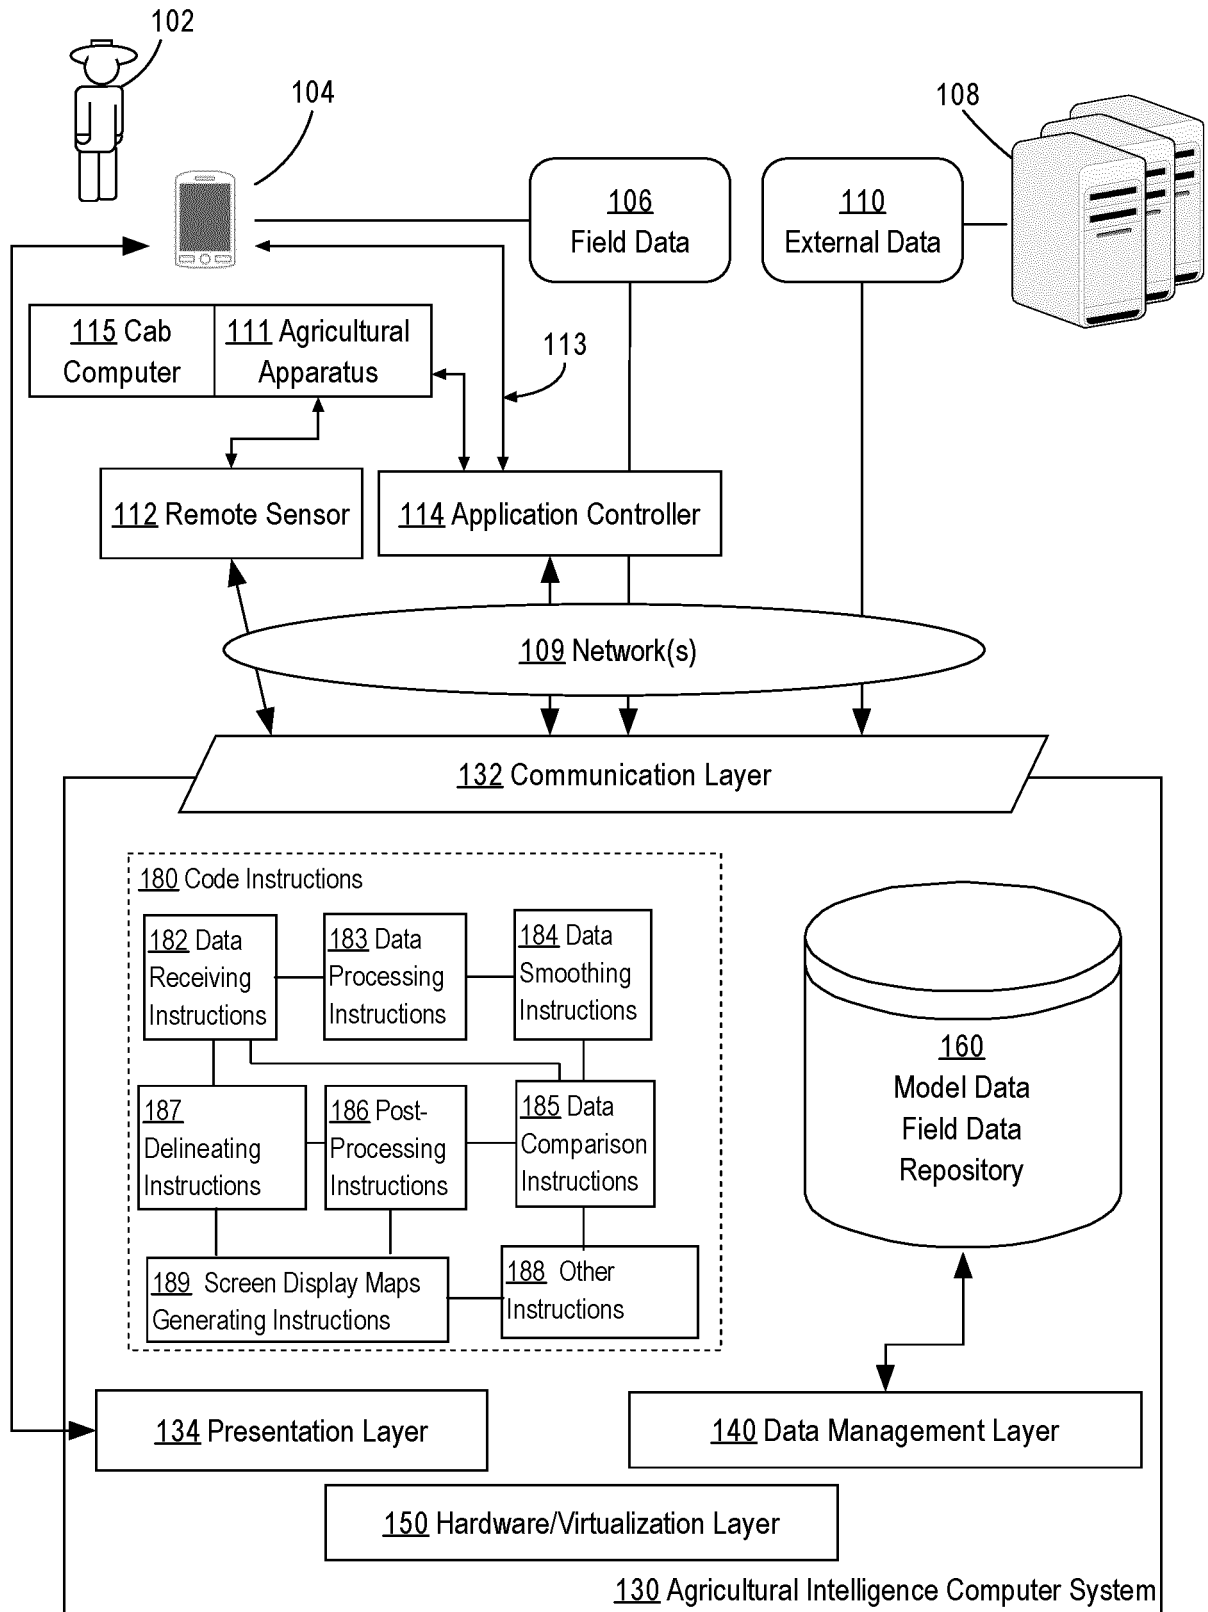 102
104
108
106
Field Data
110
External Data
115 Cab
Computer
111 Agricultural
Apparatus
113
112 Remote Sensor
114 Application Controller
109 Network(s)
132 Communication Layer
180 Code Instructions
182 Data
Receiving
Instructions
183 Data
Processing
Instructions
184 Data
Smoothing
Instructions
187
Delineating
Instructions
186 Post-
Processing
Instructions
185 Data
Comparison
Instructions
189 Screen Display Maps
Generating Instructions
188 Other
Instructions
160
Model Data
Field Data
Repository
134 Presentation Layer
140 Data Management Layer
150 Hardware/Virtualization Layer
130 Agricultural Intelligence Computer System